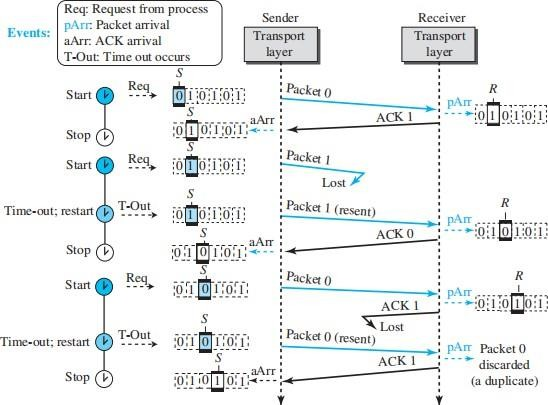 Req: Request from process
Events: pArr: Packet arrival
aArr: ACK arrival
T-Out: Time out occurs
Sender
Transport
layer
Receiver
Transport
layer
S
Start Req 0 1 0 1 0 1 Packet 0 pArr R
0 1 0 1 0 1
S
Stop 0 1 0 1 0 1 aArr ACK 1
S
Start Req 0 1 0 1 0 1 Packet 1
Lost
S
Time-out; restart T-Out 0 1 0 1 0 1 Packet 1 (resent) pArr R
0 1 0 1 0 1
S
Stop 0 1 0 1 0 1 aArr ACK 0
S
Start Req 0 1 0 1 0 1 Packet 0 pArr R
0 1 0 1 0 1
ACK 1
Lost
S
Time-out; restart T-Out 0 1 0 1 0 1 Packet 0 (resent) pArr Packet 0
discarded
(a duplicate)
S
Stop 0 1 0 1 0 1 aArr ACK 1